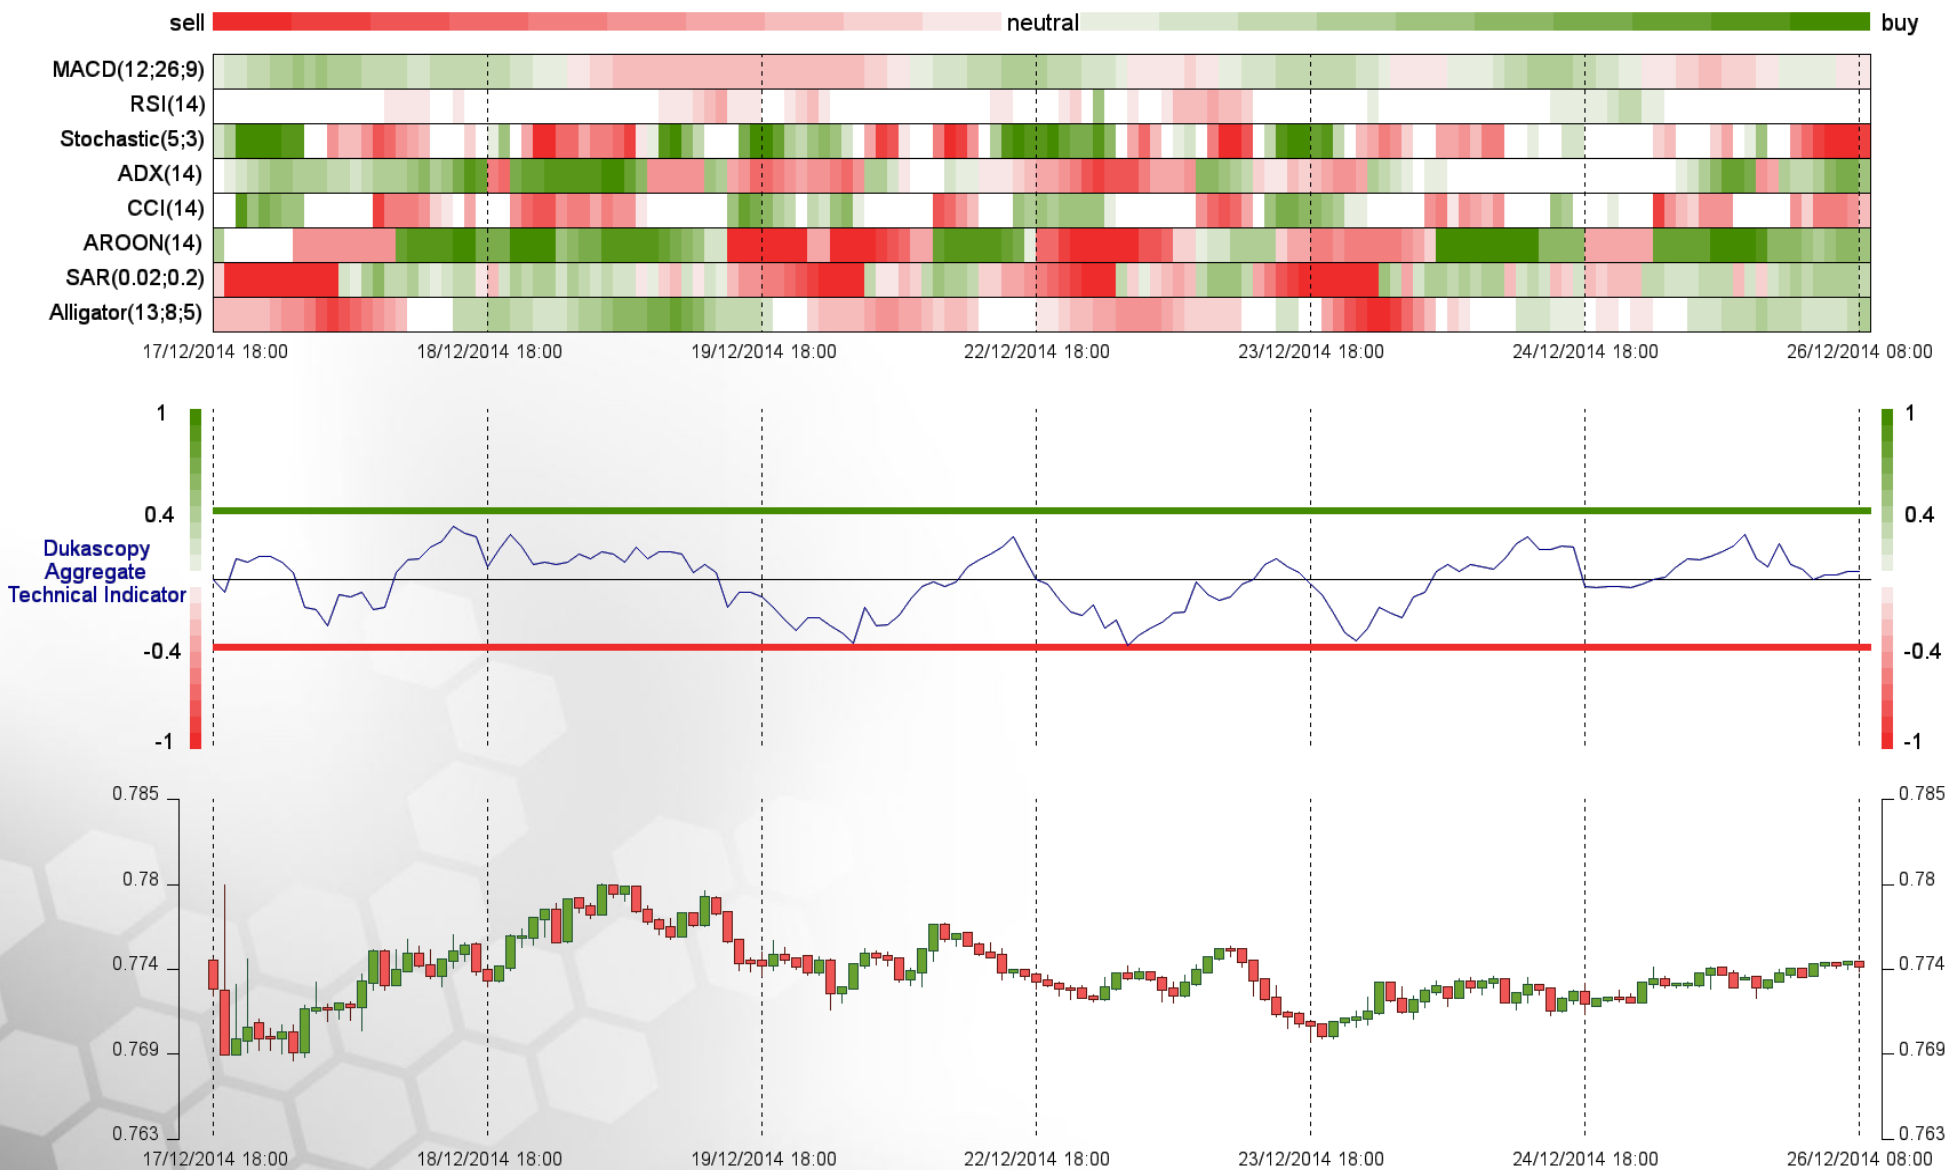 sell neutral buy
MACD(12;26;9)
RSI(14)
Stochastic(5;3)
ADX(14)
CCI(14)
AROON(14)
SAR(0.02;0.2)
Alligator(13;8;5)
17/12/2014 18:00 18/12/2014 18:00 19/12/2014 18:00 22/12/2014 18:00 23/12/2014 18:00 24/12/2014 18:00 26/12/2014 08:00
1 1
0.4 0.4
Dukascopy
Aggregate
Technical Indicator
-0.4 -0.4
-1 -1
0.785 0.785
0.78 0.78
0.774 0.774
0.769 0.769
0.763 0.763
17/12/2014 18:00 18/12/2014 18:00 19/12/2014 18:00 22/12/2014 18:00 23/12/2014 18:00 24/12/2014 18:00 26/12/2014 08:00